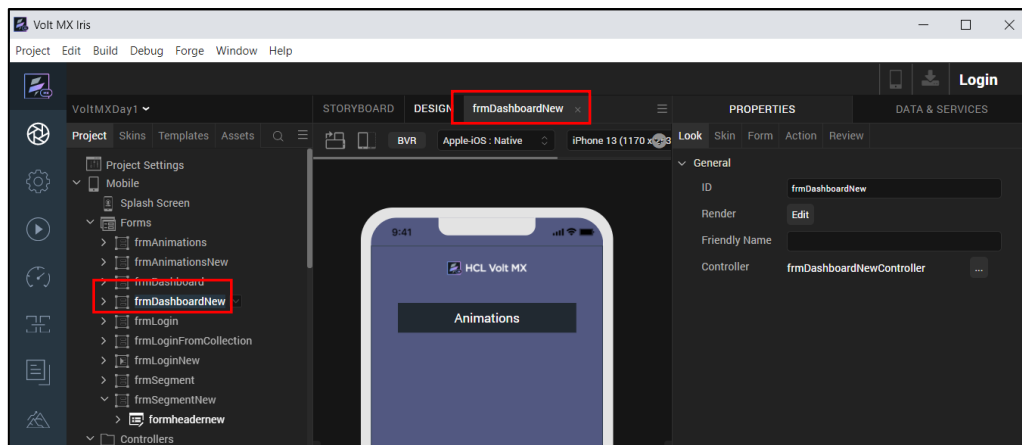 Volt MX Iris
Project Edit Build Debug Forge Window Help
Login
VoltMXDay1
STORYBOARD DESIGN frmDashboardNew ×
PROPERTIES DATA & SERVICES
Project Skins Templates Assets
BVR Apple-iOS : Native iPhone 13 (1170 x
Look Skin Form Action Review
Project Settings
Mobile
Splash Screen
Forms
frmAnimations
frmAnimationsNew
frmDashboard
frmDashboardNew
frmLogin
frmLoginFromCollection
frmLoginNew
frmSegment
frmSegmentNew
formheadernew
Controllers
9:41
HCL Volt MX
Animations
General
ID frmDashboardNew
Render Edit
Friendly Name
Controller frmDashboardNewController ...